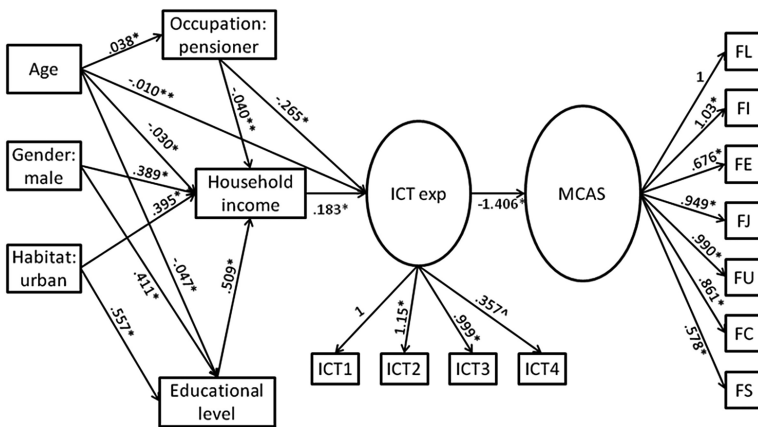 Occupation:
pensioner
Age
.038*
-.010**
-.040**
-.265*
-.030*
Gender:
male
.389*
.395*
Household
income
.183*
ICT exp
-1.406*
MCAS
Habitat:
urban
.411*
-.047*
.509*
.557*
Educational
level
1
1.15*
.999*
.357^
ICT1
ICT2
ICT3
ICT4
1
1.03*
.676*
.949*
.990*
.861*
.578*
FL
FI
FE
FJ
FU
FC
FS